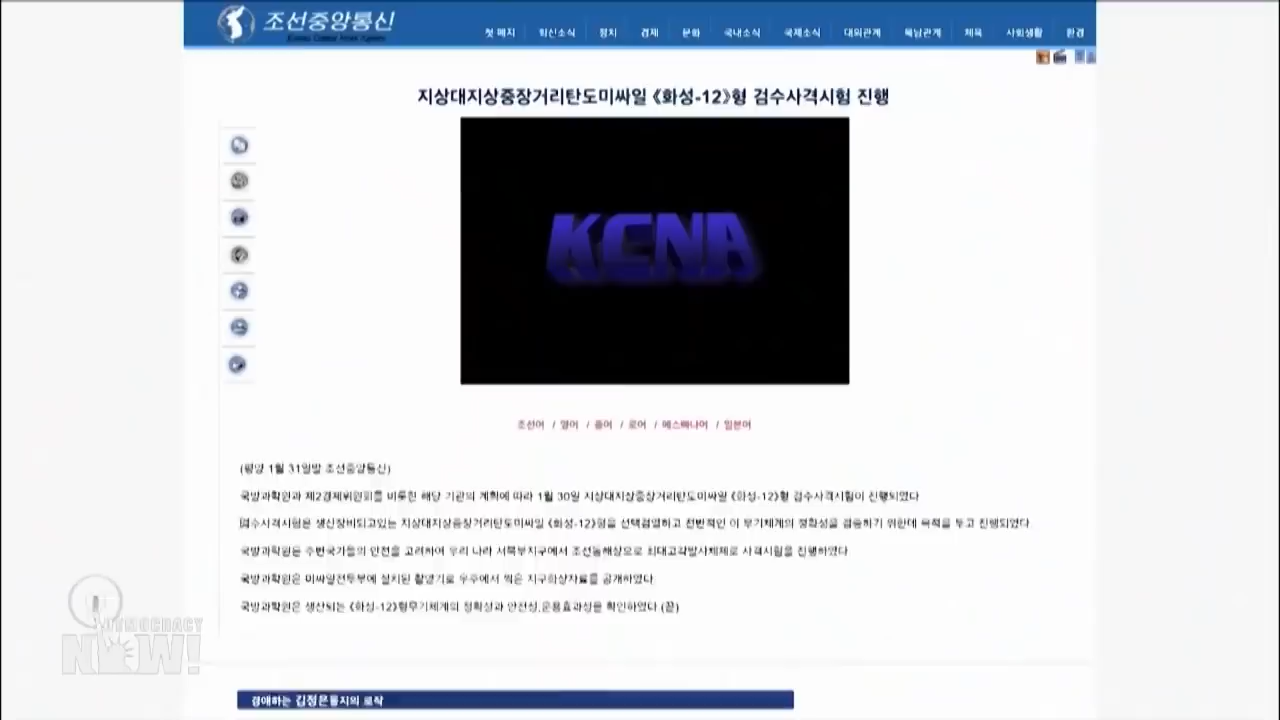 조선중앙통신
Korean Central News Agency
첫 페지 최신소식 정치 경제 문화 국내소식 국제소식 대외관계 북남관계 체육 사회생활 환경
지상대지상중장거리탄도미싸일 《화성-12》형 검수사격시험 진행
KCNA
조선어 / 영어 / 중어 / 로어 / 에스빠냐어 / 일본어
(평양 1월 31일발 조선중앙통신)
국방과학원과 제2경제위원회를 비롯한 해당 기관의 계획에 따라 1월 30일 지상대지상중장거리탄도미싸일 《화성-12》형 검수사격시험이 진행되였다
검수사격시험은 생산장비되고있는 지상대지상중장거리탄도미싸일 《화성-12》형을 선택검열하고 전반적인 이 무기체계의 정확성을 검증하기 위한데 목적을 두고 진행되였다.
국방과학원은 주변국가들의 안전을 고려하여 우리 나라 서북부지구에서 조선동해상으로 최대고각발사체제로 사격시험을 진행하였다
국방과학원은 미싸일전투부에 설치된 촬영기로 우주에서 찍은 지구화상자료를 공개하였다.
국방과학원은 생산되는 《화성-12》형무기체계의 정확성과 안전성,운용효과성을 확인하였다.(끝)
DEMOCRACY
NOW!
경애하는 김정은동지의 로작